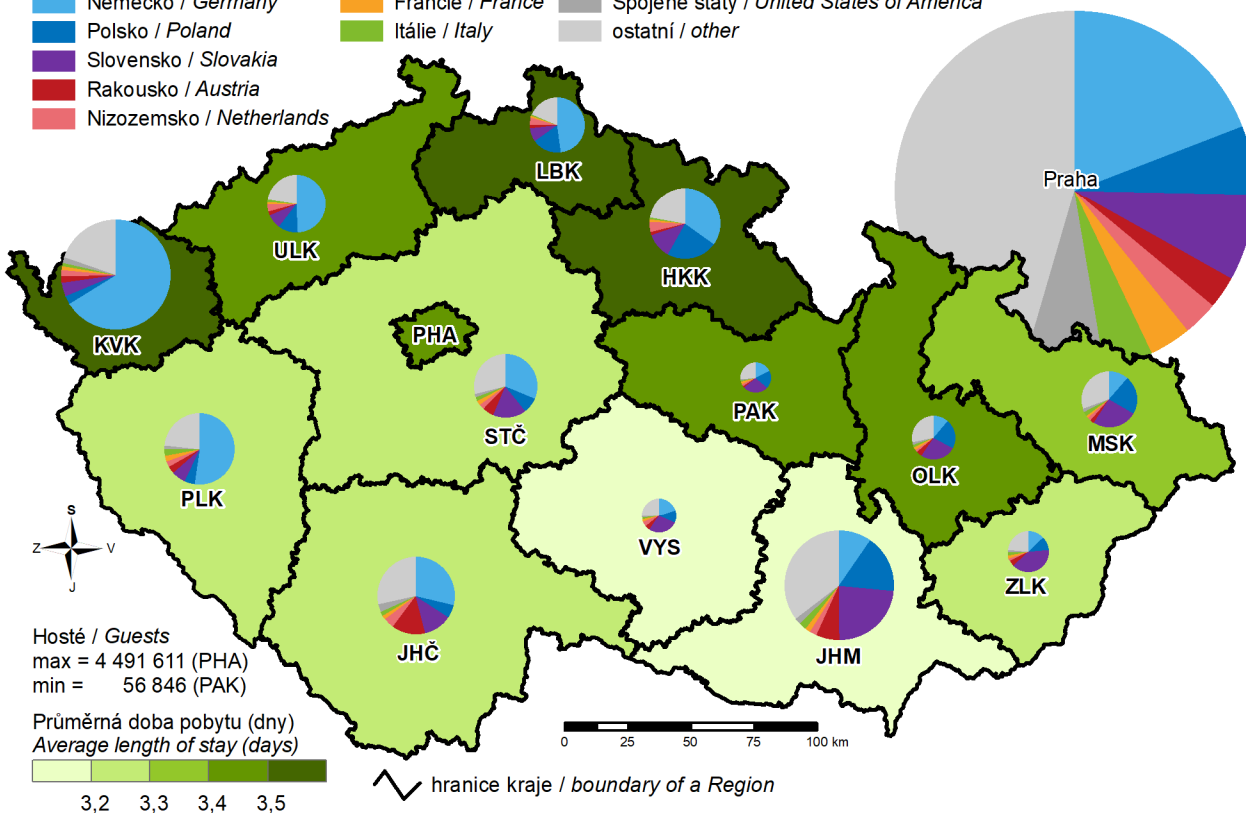 Německo / Germany
Francie / France
Spojené státy / United States of America
Polsko / Poland
Itálie / Italy
ostatní / other
Slovensko / Slovakia
Rakousko / Austria
Nizozemsko / Netherlands
Praha
LBK
ULK
HKK
KVK
PHA
STČ
PAK
MSK
OLK
PLK
VYS
ZLK
JHČ
JHM
S
Z V
J
Hosté / Guests
max = 4 491 611 (PHA)
min = 56 846 (PAK)
Průměrná doba pobytu (dny)
Average length of stay (days)
3,2 3,3 3,4 3,5
0 25 50 75 100 km
hranice kraje / boundary of a Region